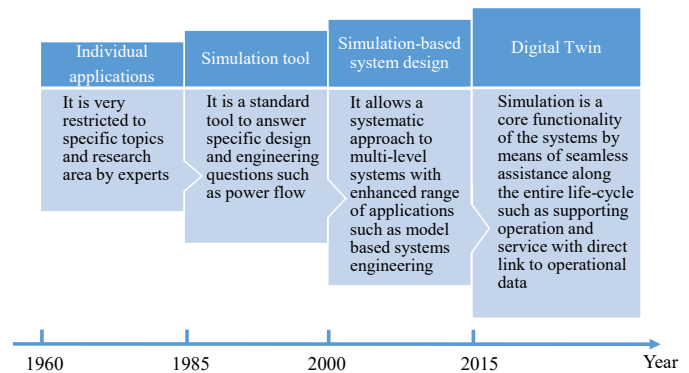 Individual
applications
It is very
restricted to
specific topics
and research
area by experts
Simulation tool
It is a standard
tool to answer
specific design
and engineering
questions such
as power flow
Simulation-based
system design
It allows a
systematic
approach to
multi-level
systems with
enhanced range
of applications
such as model
based systems
engineering
Digital Twin
Simulation is a
core functionality
of the systems by
means of seamless
assistance along
the entire life-cycle
such as supporting
operation and
service with direct
link to operational
data
1960
1985
2000
2015
Year